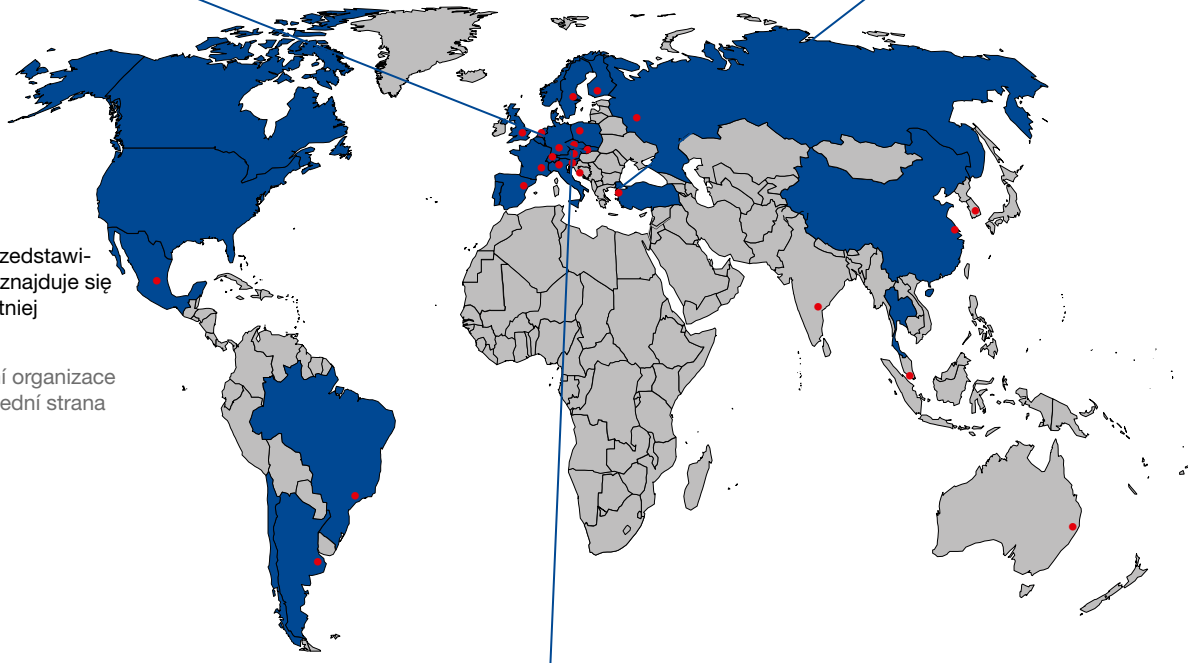 zedstawi-
znajduje się
tniej
í organizace
ední strana